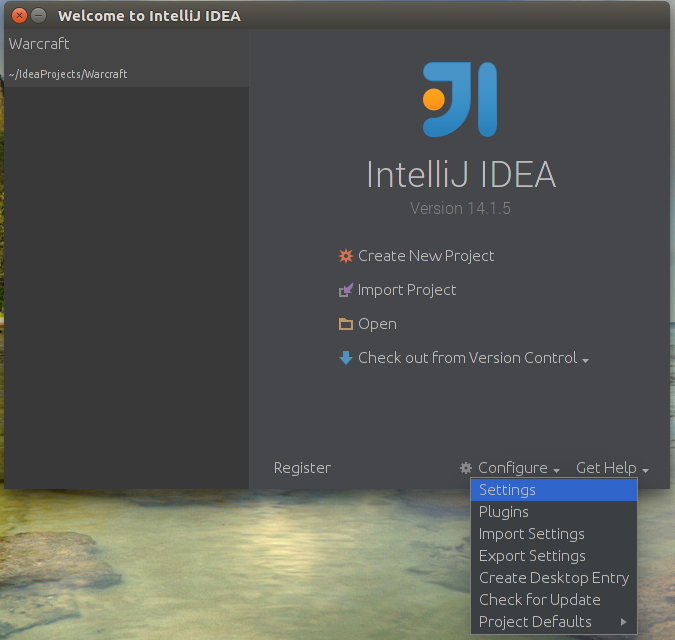 Welcome to IntelliJ IDEA
Warcraft
~/IdeaProjects/Warcraft
IntelliJ IDEA
Version 14.1.5
Create New Project
Import Project
Open
Check out from Version Control
Register
Configure
Get Help
Settings
Plugins
Import Settings
Export Settings
Create Desktop Entry
Check for Update
Project Defaults